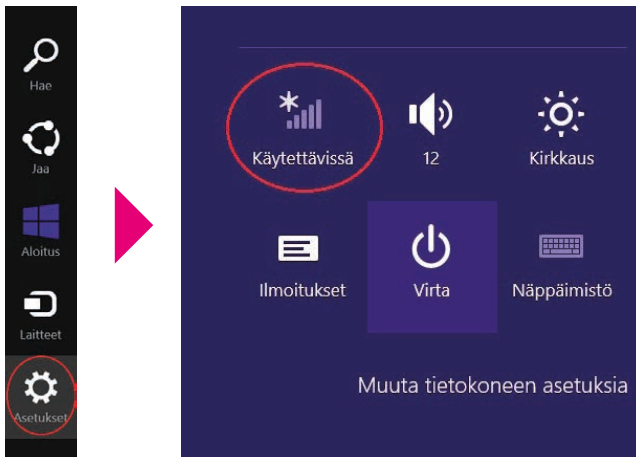 Hae
Jaa
Aloitus
Laitteet
Asetukset
Käytettävissä
12
Kirkkaus
Ilmoitukset
Virta
Näppäimistö
Muuta tietokoneen asetuksia